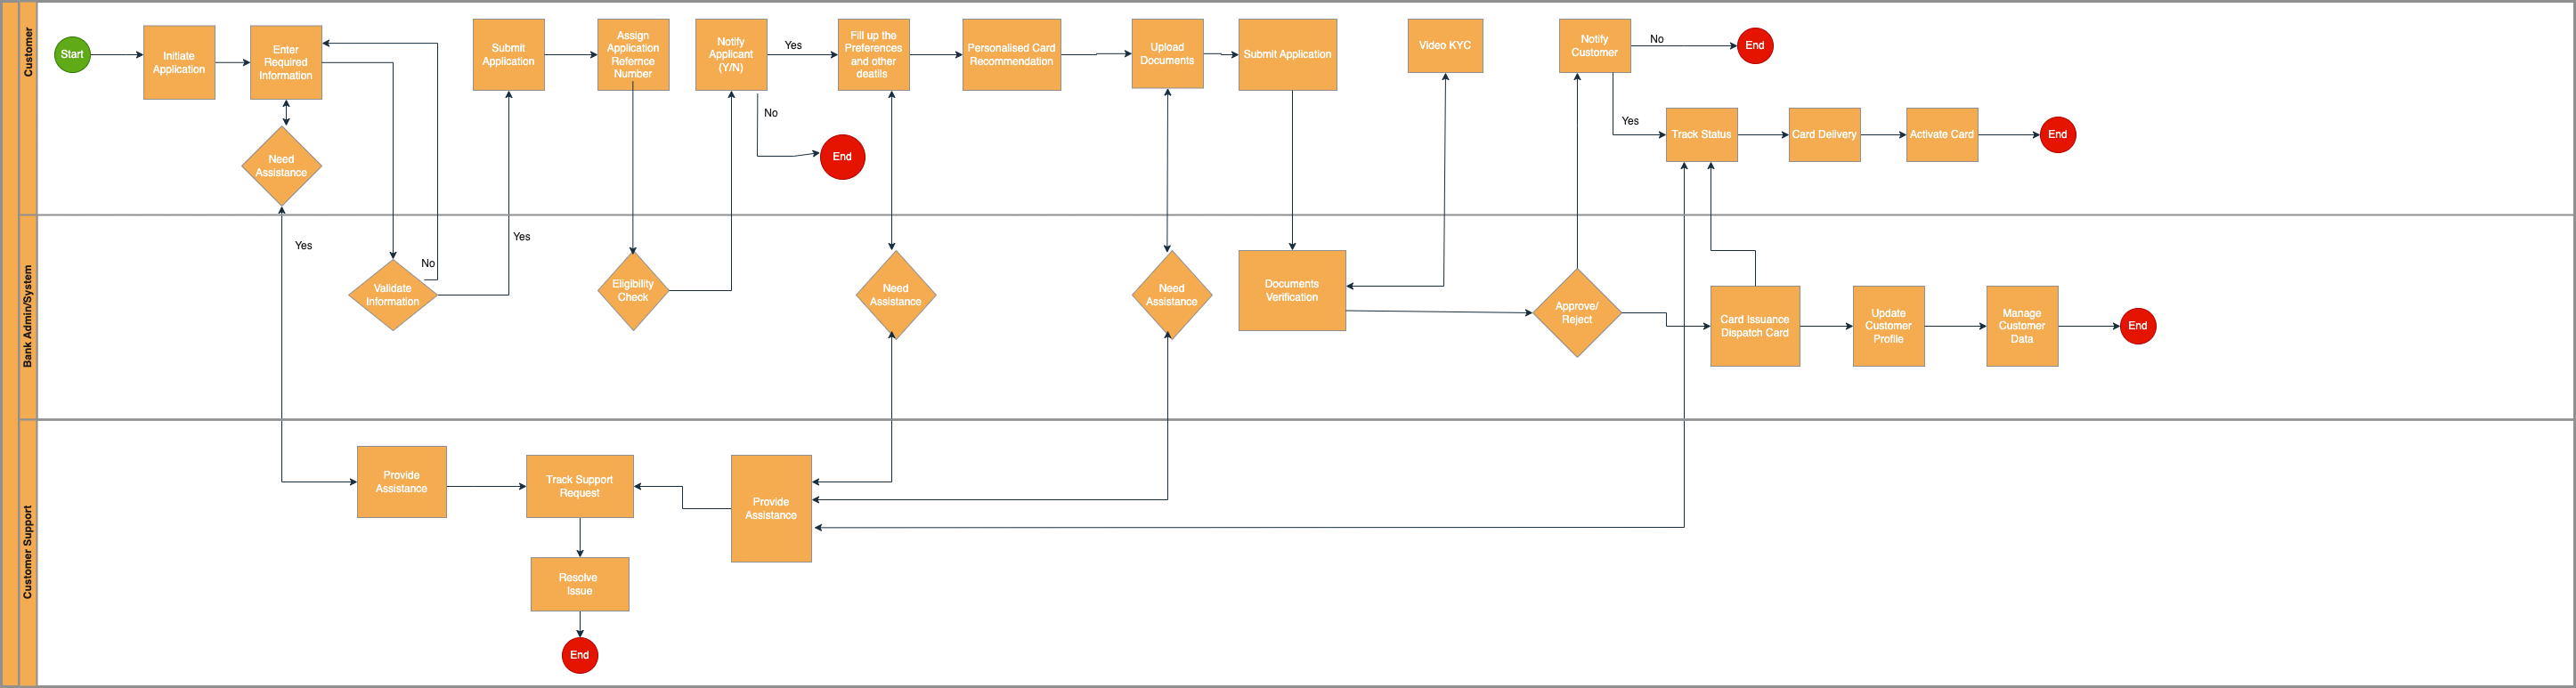 Customer
Start
Initiate
Application
Enter
Required
Information
Need
Assistance
Submit
Application
Assign
Application
Refernce
Number
Notify
Applicant
(Y/N)
Yes
No
End
Fill up the
Preferences
and other
deatils
Personalised Card
Recommendation
Upload
Documents
Submit Application
Video KYC
Notify
Customer
No
End
Yes
Track Status
Card Delivery
Activate Card
End
Bank Admin/System
Yes
No
Validate
Information
Yes
Eligibility
Check
Need
Assistance
Need
Assistance
Documents
Verification
Approve/
Reject
Card Issuance
Dispatch Card
Update
Customer
Profile
Manage
Customer
Data
End
Customer Support
Provide
Assistance
Track Support
Request
Provide
Assistance
Resolve
Issue
End